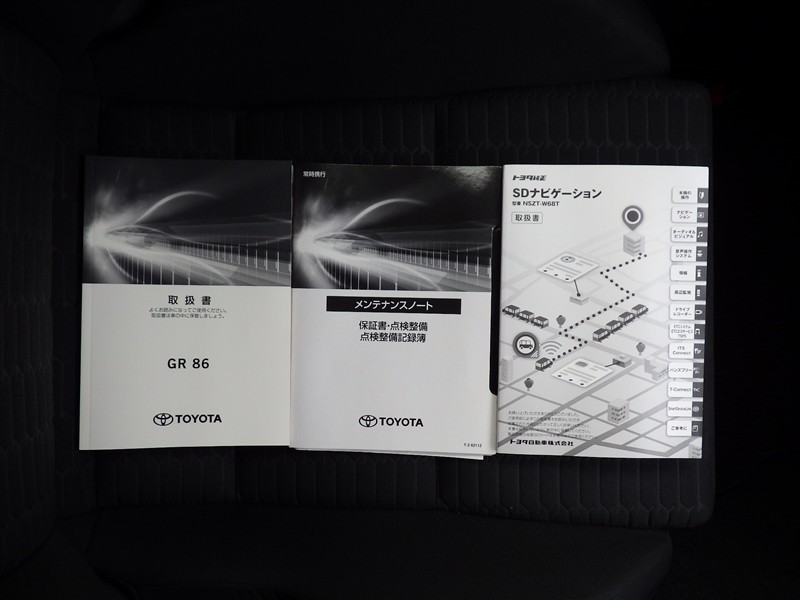 取扱書
よくお読みになってご使用ください。
取扱書は車の中に保管しましょう。
GR 86
TOYOTA
常時携行
メンテナンスノート
保証書・点検整備
点検整備記録簿
TOYOTA
トヨタ純正
SDナビゲーション
型番 NSZT-W68T
取扱書
本機の
操作
ナビゲー
ション
オーディオ&
ビジュアル
音声操作
システム
情報
周辺監視
ドライブ
レコーダー
ITS
Connect
ハンズフリー
T-Connect
ご参考に
トヨタ自動車株式会社